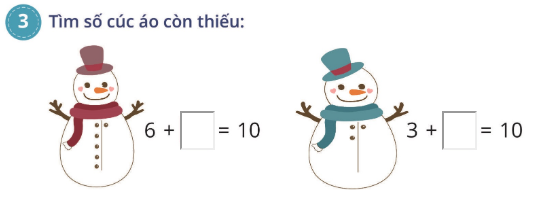 3 Tìm số cúc áo còn thiếu:
6 + = 10
3 + = 10